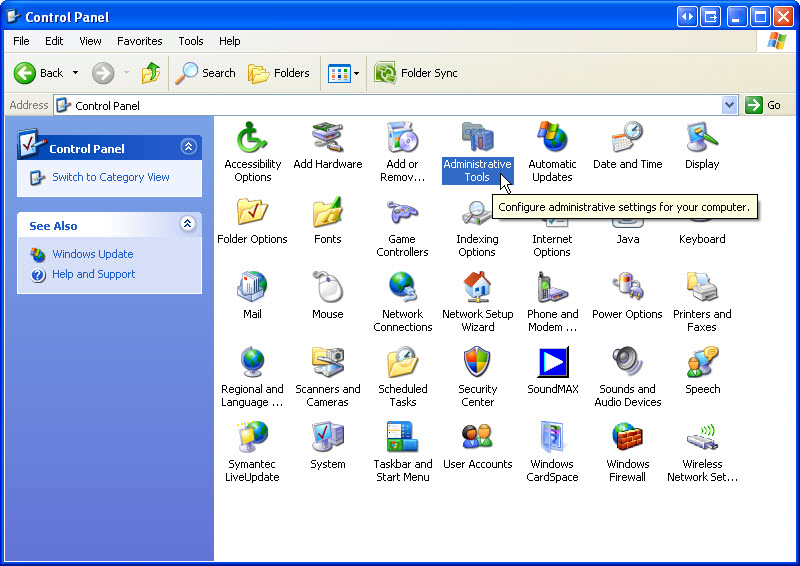 Control Panel
File Edit View Favorites Tools Help
Back Search Folders Folder Sync
Address Control Panel Go
Control Panel
Switch to Category View
See Also
Windows Update
Help and Support
Accessibility Options
Add Hardware
Add or Remov...
Administrative Tools
Automatic Updates
Date and Time
Display
Configure administrative settings for your computer.
Folder Options
Fonts
Game Controllers
Indexing Options
Internet Options
Java
Keyboard
Mail
Mouse
Network Connections
Network Setup Wizard
Phone and Modem ...
Power Options
Printers and Faxes
Regional and Language ...
Scanners and Cameras
Scheduled Tasks
Security Center
SoundMAX
Sounds and Audio Devices
Speech
Symantec LiveUpdate
System
Taskbar and Start Menu
User Accounts
Windows CardSpace
Windows Firewall
Wireless Network Set...